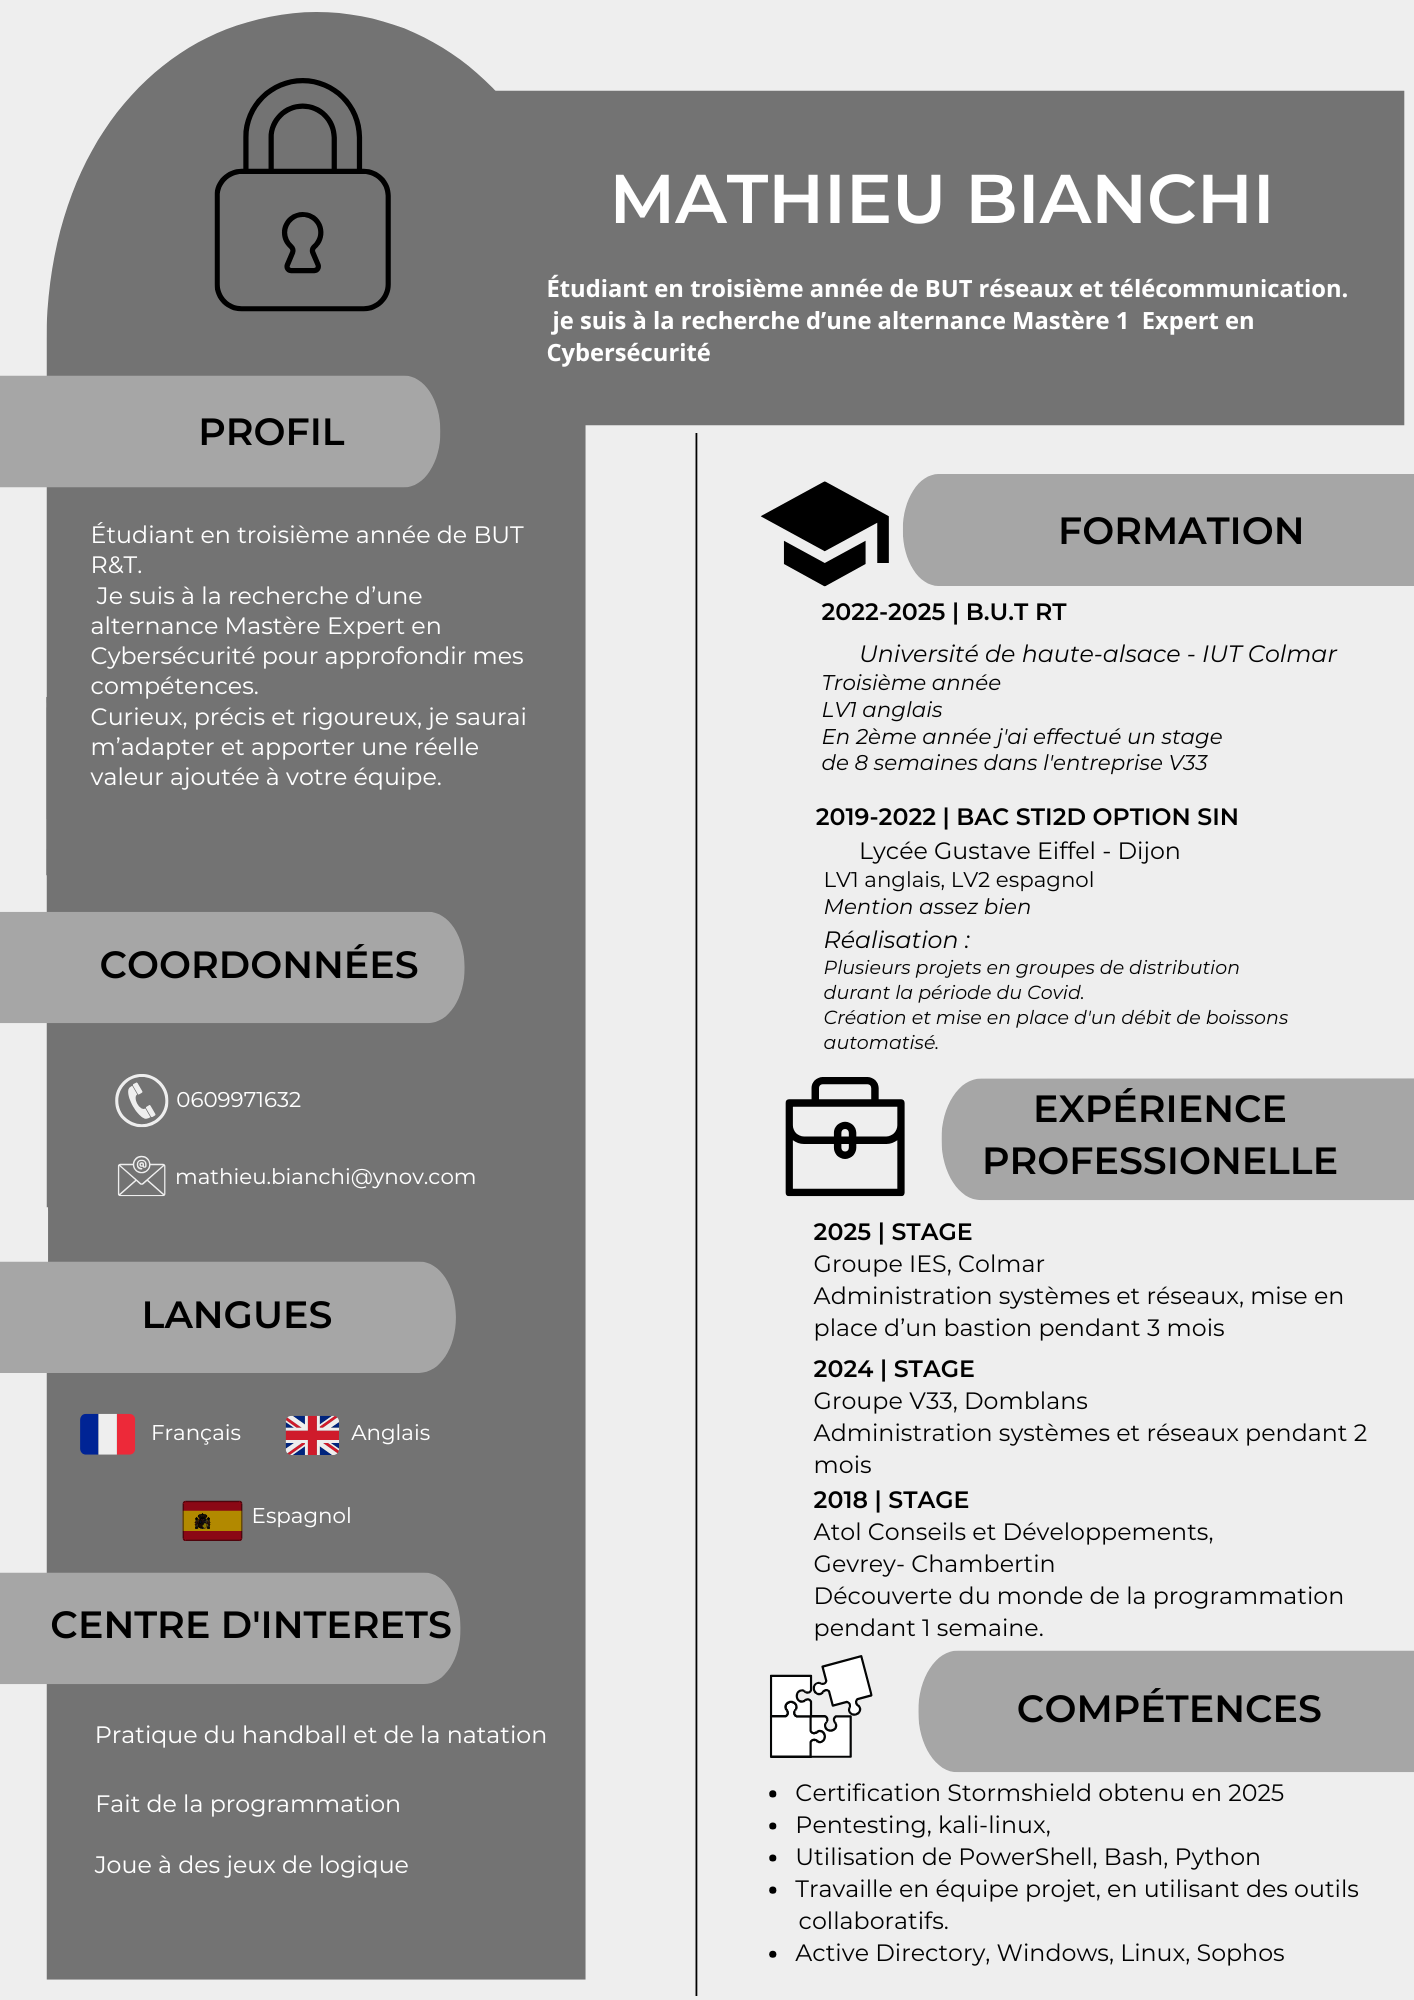 MATHIEU BIANCHI
Étudiant en troisième année de BUT réseaux et télécommunication.
je suis à la recherche d’une alternance Mastère 1 Expert en
Cybersécurité
PROFIL
Étudiant en troisième année de BUT
R&T.
Je suis à la recherche d’une
alternance Mastère Expert en
Cybersécurité pour approfondir mes
compétences.
Curieux, précis et rigoureux, je saurai
m’adapter et apporter une réelle
valeur ajoutée à votre équipe.
COORDONNÉES
0609971632
mathieu.bianchi@ynov.com
LANGUES
Français
Anglais
Espagnol
CENTRE D'INTERETS
Pratique du handball et de la natation
Fait de la programmation
Joue à des jeux de logique
FORMATION
2022-2025 | B.U.T RT
Université de haute-alsace - IUT Colmar
Troisième année
LV1 anglais
En 2ème année j'ai effectué un stage
de 8 semaines dans l'entreprise V33
2019-2022 | BAC STI2D OPTION SIN
Lycée Gustave Eiffel - Dijon
LV1 anglais, LV2 espagnol
Mention assez bien
Réalisation :
Plusieurs projets en groupes de distribution
durant la période du Covid.
Création et mise en place d'un débit de boissons
automatisé.
EXPÉRIENCE
PROFESSIONELLE
2025 | STAGE
Groupe IES, Colmar
Administration systèmes et réseaux, mise en
place d’un bastion pendant 3 mois
2024 | STAGE
Groupe V33, Domblans
Administration systèmes et réseaux pendant 2
mois
2018 | STAGE
Atol Conseils et Développements,
Gevrey- Chambertin
Découverte du monde de la programmation
pendant 1 semaine.
COMPÉTENCES
• Certification Stormshield obtenu en 2025
• Pentesting, kali-linux,
• Utilisation de PowerShell, Bash, Python
• Travaille en équipe projet, en utilisant des outils
collaboratifs.
• Active Directory, Windows, Linux, Sophos